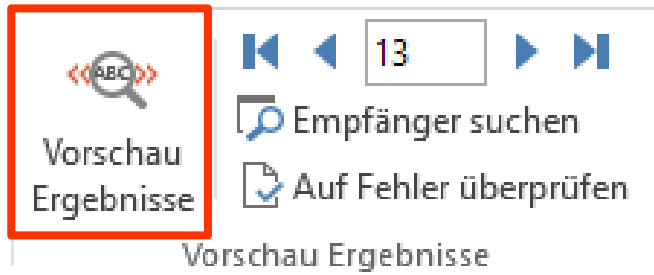 «ABC»
Vorschau
Ergebnisse
13
Empfänger suchen
Auf Fehler überprüfen
Vorschau Ergebnisse